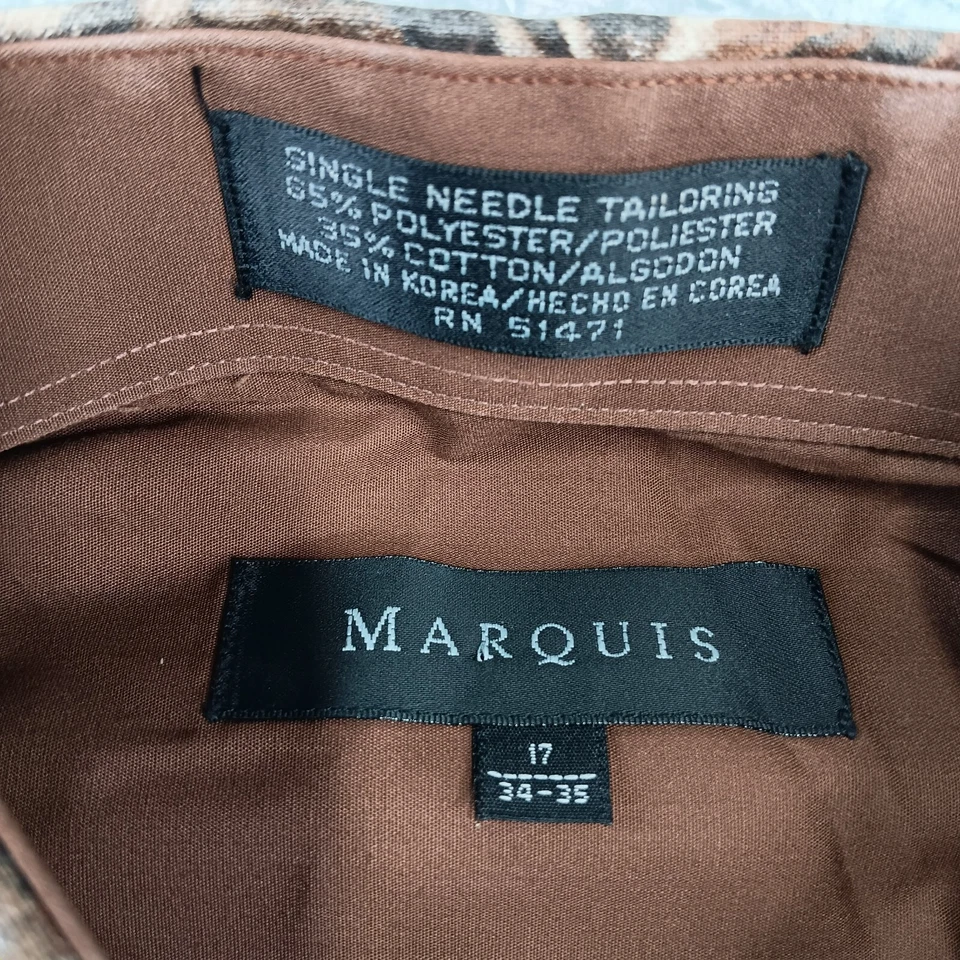 SINGLE NEEDLE TAILORING
65% POLYESTER/POLIESTER
35% COTTON/ALGODON
MADE IN KOREA/HECHO EN COREA
RN 51471
MARQUIS
17
34-35